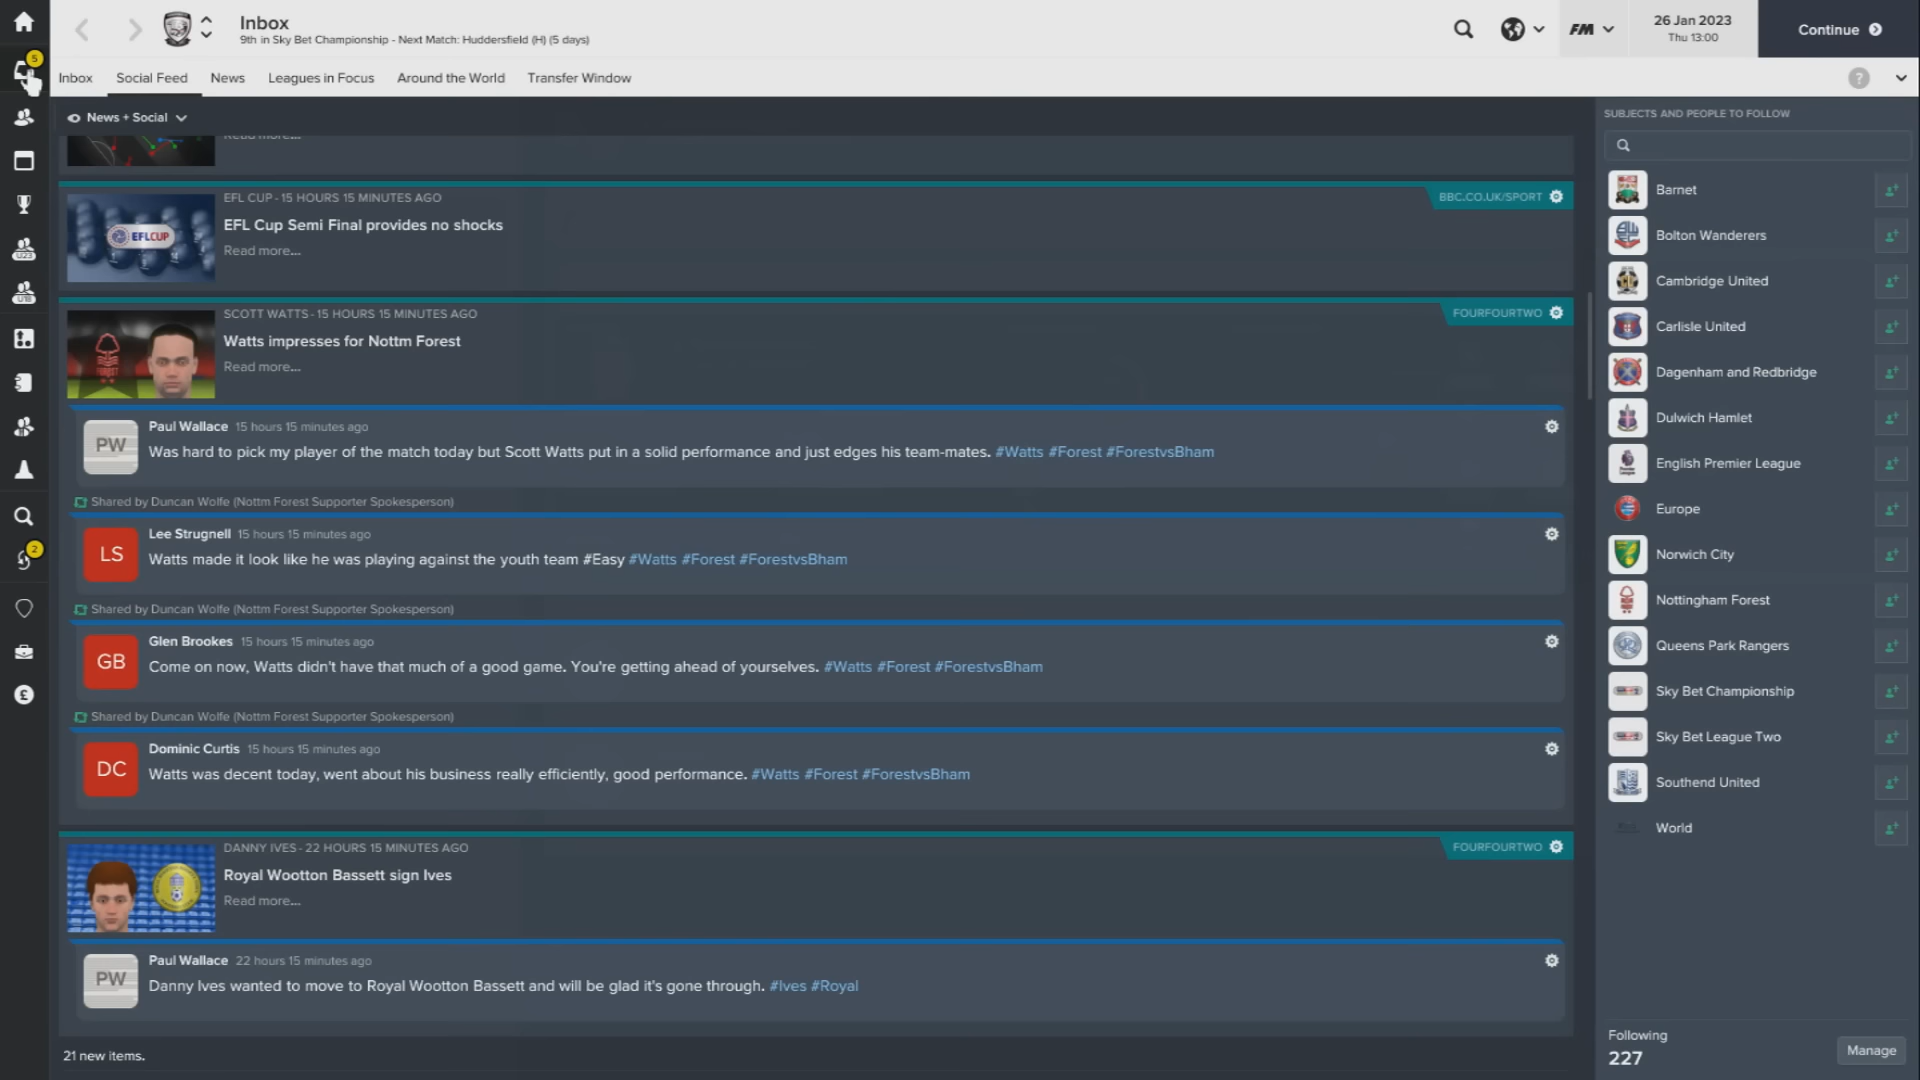 Inbox
9th in Sky Bet Championship - Next Match: Huddersfield (H) (5 days)
FM
26 Jan 2023
Thu 13:00
Continue
5
Inbox
Social Feed
News
Leagues in Focus
Around the World
Transfer Window
?
News + Social
Read more...
EFL CUP - 15 HOURS 15 MINUTES AGO
BBC.CO.UK/SPORT
EFL CUP
EFL Cup Semi Final provides no shocks
Read more...
SCOTT WATTS - 15 HOURS 15 MINUTES AGO
FOURFOURTWO
Watts impresses for Nottm Forest
Read more...
PW
Paul Wallace 15 hours 15 minutes ago
Was hard to pick my player of the match today but Scott Watts put in a solid performance and just edges his team-mates. #Watts #Forest #ForestvsBham
Shared by Duncan Wolfe (Nottm Forest Supporter Spokesperson)
LS
Lee Strugnell 15 hours 15 minutes ago
Watts made it look like he was playing against the youth team #Easy #Watts #Forest #ForestvsBham
Shared by Duncan Wolfe (Nottm Forest Supporter Spokesperson)
GB
Glen Brookes 15 hours 15 minutes ago
Come on now, Watts didn't have that much of a good game. You're getting ahead of yourselves. #Watts #Forest #ForestvsBham
Shared by Duncan Wolfe (Nottm Forest Supporter Spokesperson)
DC
Dominic Curtis 15 hours 15 minutes ago
Watts was decent today, went about his business really efficiently, good performance. #Watts #Forest #ForestvsBham
DANNY IVES - 22 HOURS 15 MINUTES AGO
FOURFOURTWO
Royal Wootton Bassett sign Ives
Read more...
PW
Paul Wallace 22 hours 15 minutes ago
Danny Ives wanted to move to Royal Wootton Bassett and will be glad it's gone through. #Ives #Royal
21 new items.
U23
U18
2
£
SUBJECTS AND PEOPLE TO FOLLOW
Barnet
Bolton Wanderers
Cambridge United
Carlisle United
Dagenham and Redbridge
Dulwich Hamlet
English Premier League
Europe
Norwich City
Nottingham Forest
Queens Park Rangers
Sky Bet Championship
Sky Bet League Two
Southend United
World
Following
227
Manage